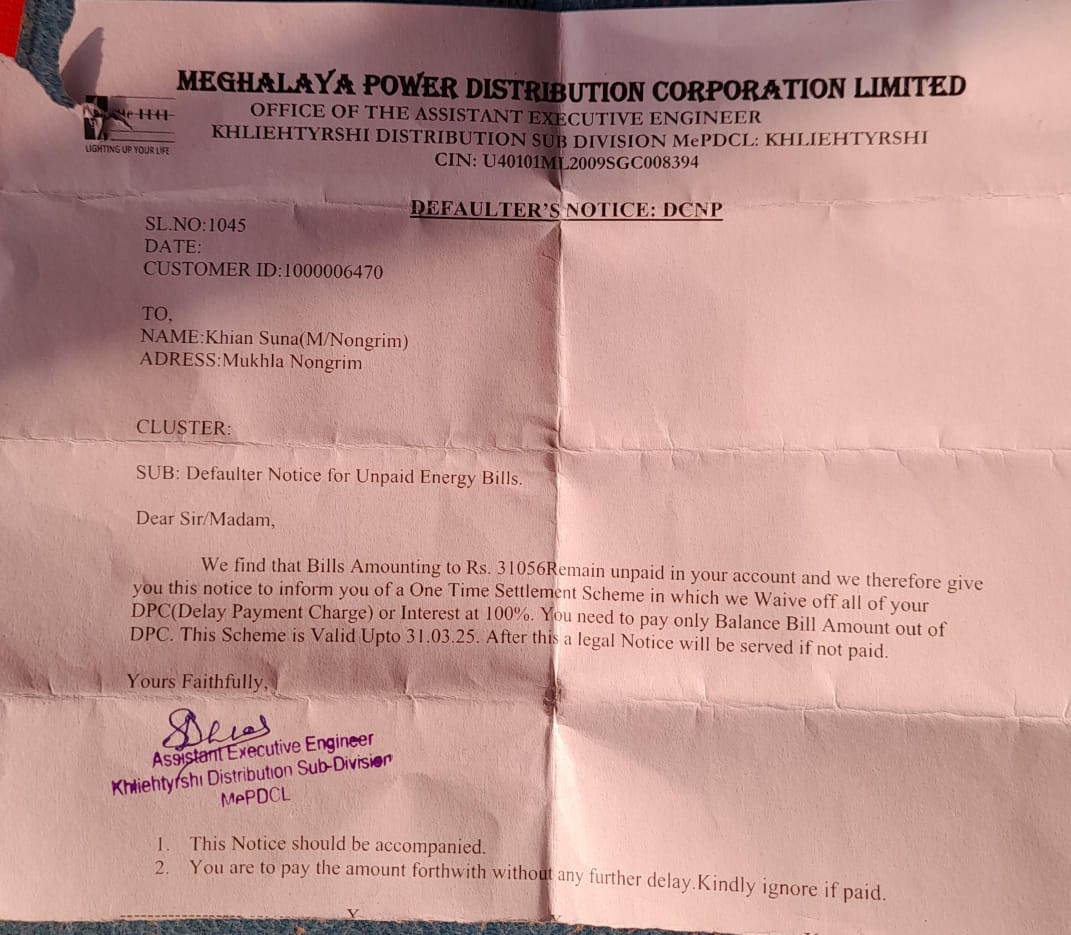 MEGHALAYA POWER DISTRIBUTION CORPORATION LIMITED
OFFICE OF THE ASSISTANT EXECUTIVE ENGINEER
KHLIEHTYRSHI DISTRIBUTION SUB DIVISION MePDCL: KHLIEHTYRSHI
CIN: U40101ML2009SGC008394
LIGHTING UP YOUR LIFE
DEFAULTER'S NOTICE: DCNP
SL.NO:1045
DATE:
CUSTOMER ID:1000006470
TO,
NAME:Khian Suna(M/Nongrim)
ADRESS:Mukhla Nongrim
CLUSTER:
SUB: Defaulter Notice for Unpaid Energy Bills.
Dear Sir/Madam,
We find that Bills Amounting to Rs. 31056Remain unpaid in your account and we therefore give
you this notice to inform you of a One Time Settlement Scheme in which we Waive off all of your
DPC(Delay Payment Charge) or Interest at 100%. You need to pay only Balance Bill Amount out of
DPC. This Scheme is Valid Upto 31.03.25. After this a legal Notice will be served if not paid.
Yours Faithfully,
Assistant Executive Engineer
Khliehtyrshi Distribution Sub-Division
MePDCL
1. This Notice should be accompanied.
2. You are to pay the amount forthwith without any further delay.Kindly ignore if paid.